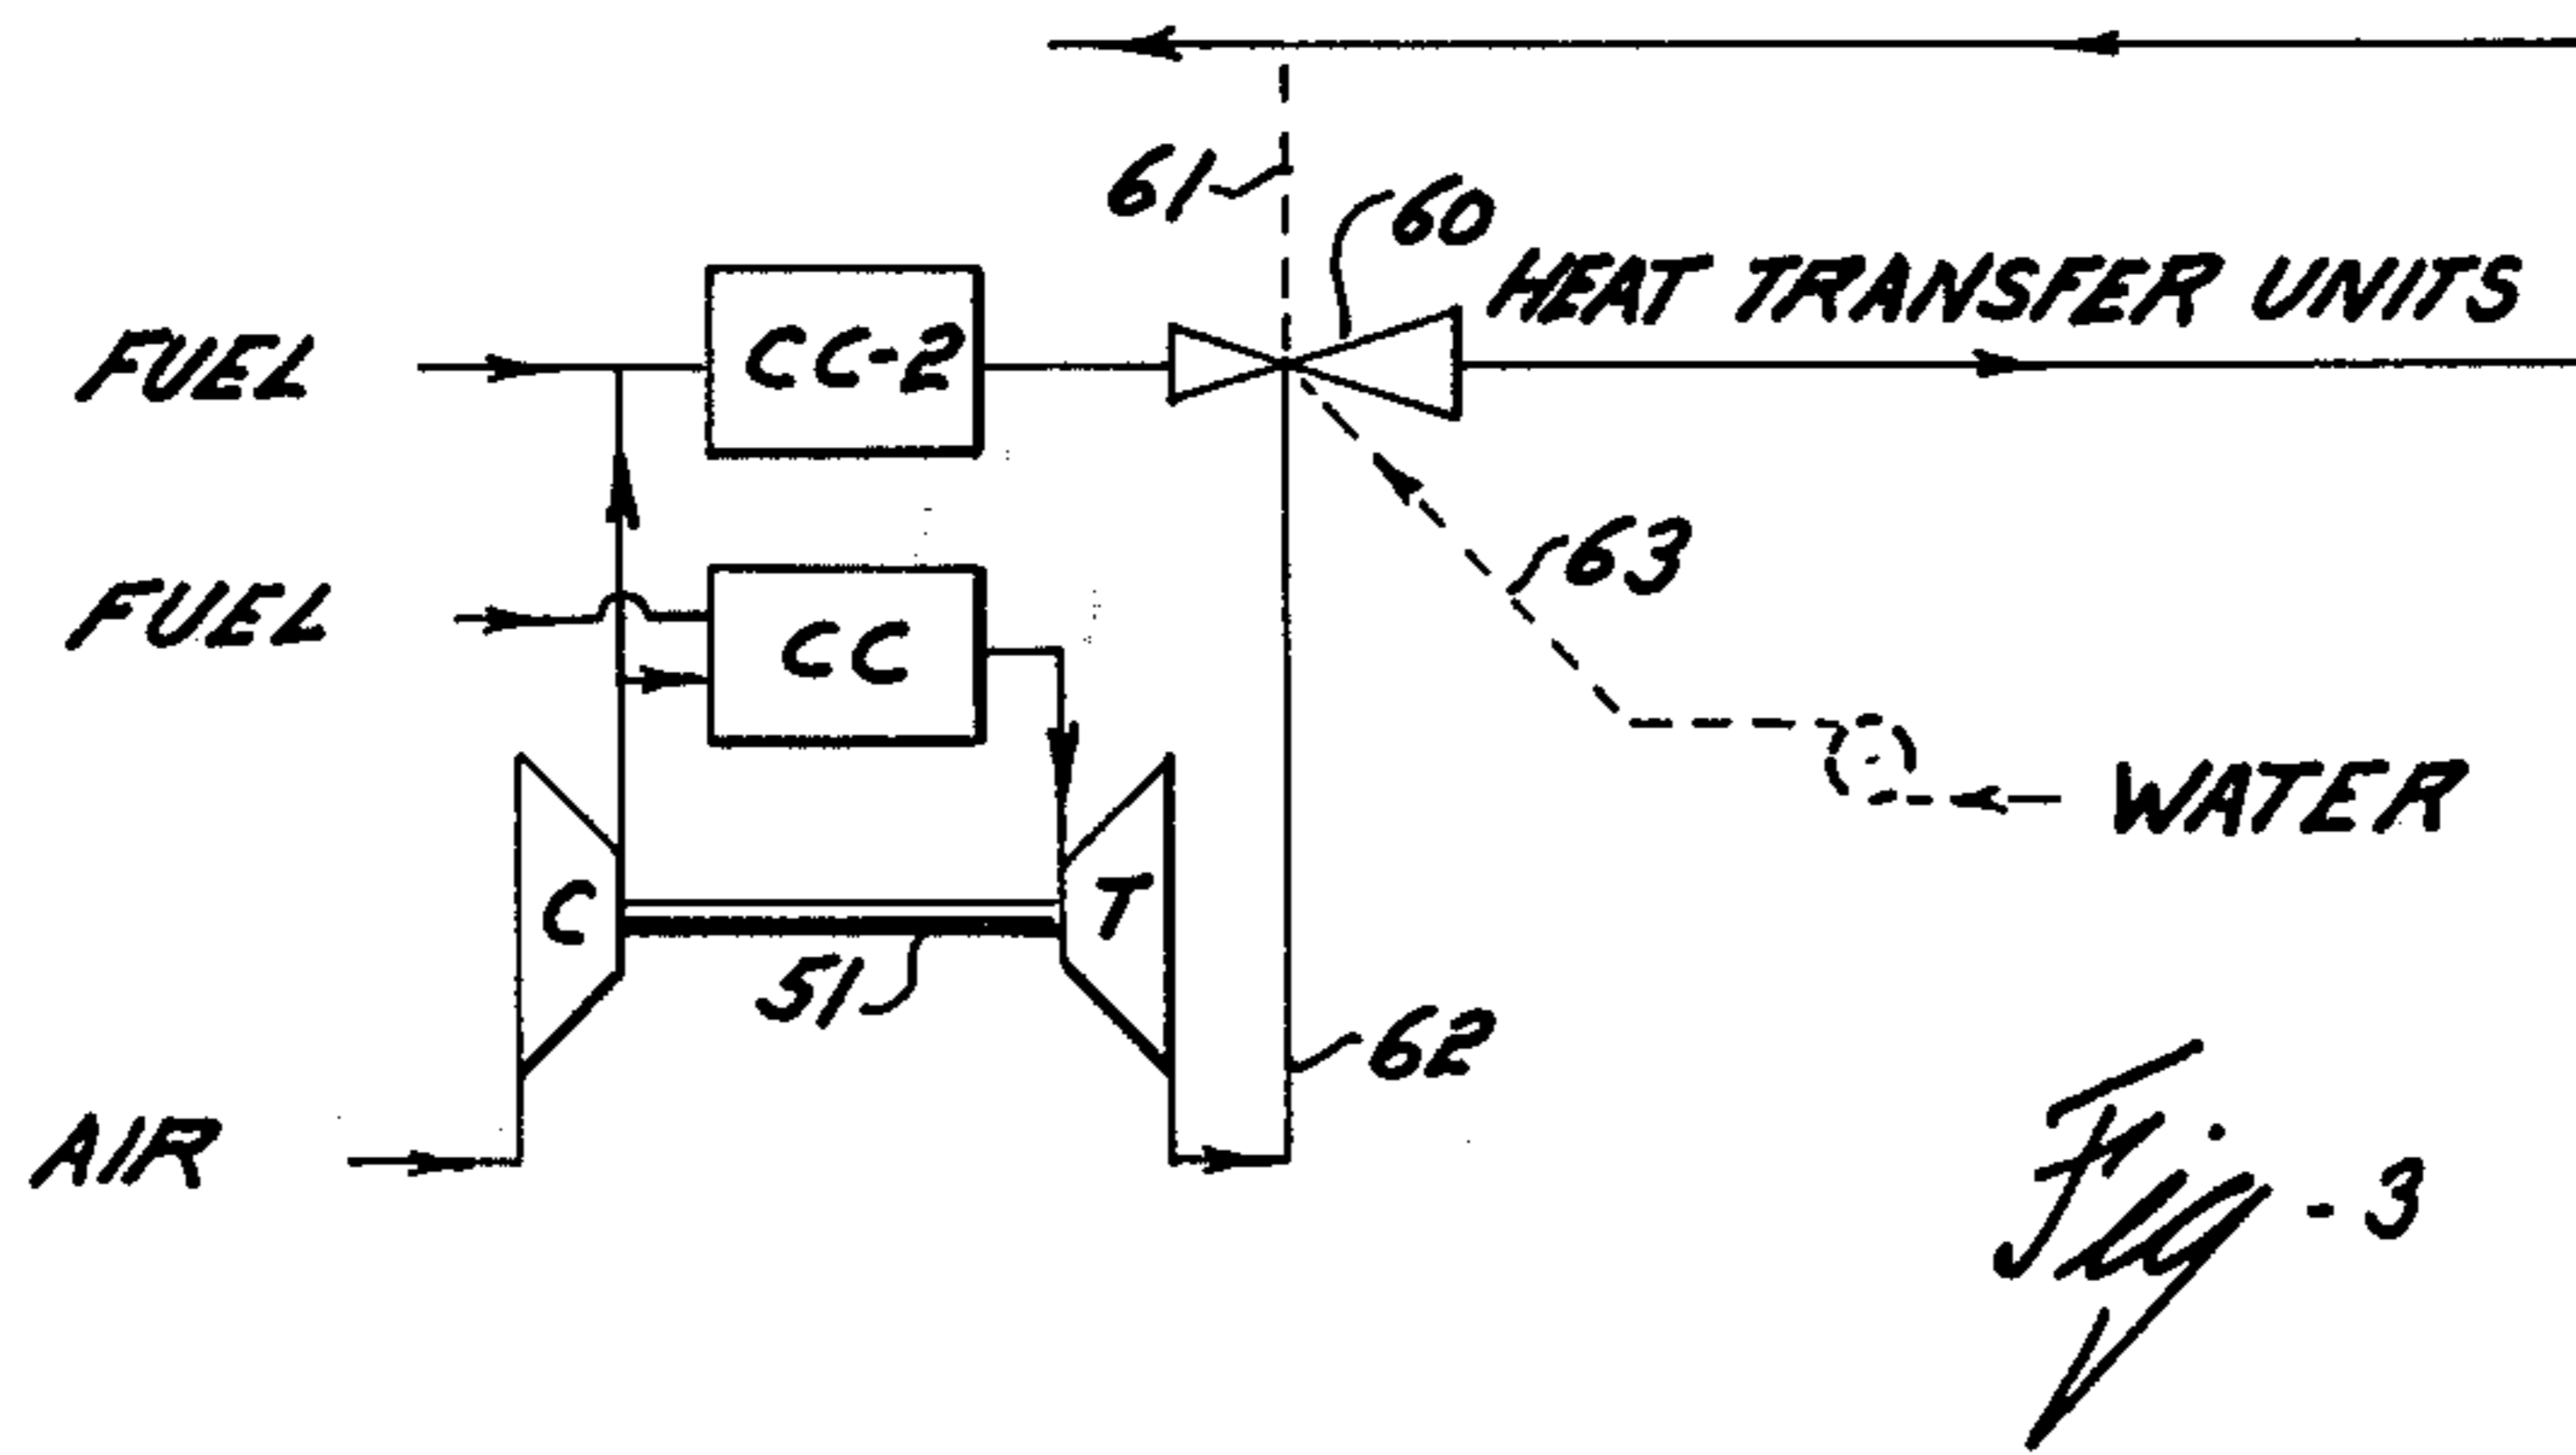 61
60
HEAT TRANSFER UNITS
FUEL
CC-2
63
FUEL
CC
WATER
C
T
51
62
AIR
Fig-3